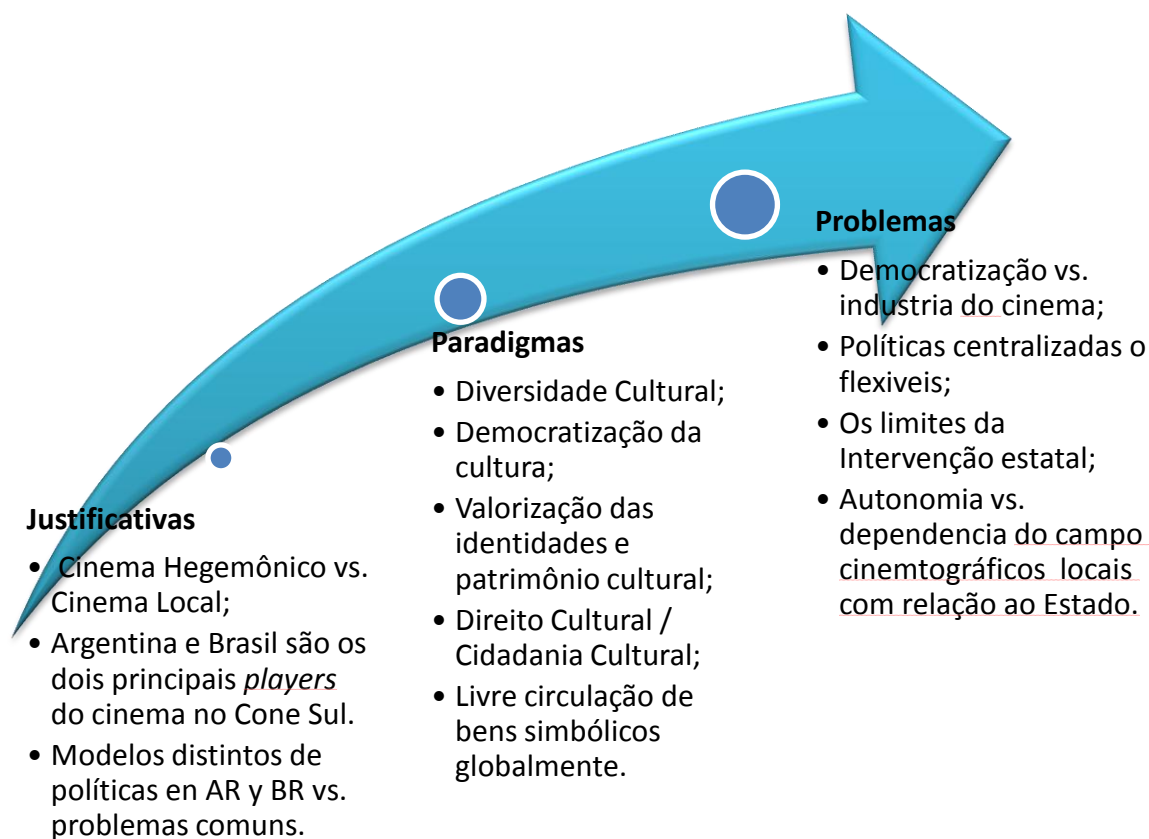 Justificativas
• Cinema Hegemônico vs.
Cinema Local;
• Argentina e Brasil são os
dois principais players
do cinema no Cone Sul.
• Modelos distintos de
políticas en AR y BR vs.
problemas comuns.
Paradigmas
• Diversidade Cultural;
• Democratização da
cultura;
• Valorização das
identidades e
patrimônio cultural;
• Direito Cultural /
Cidadania Cultural;
• Livre circulação de
bens simbólicos
globalmente.
Problemas
• Democratização vs.
industria do cinema;
• Políticas centralizadas o
flexiveis;
• Os limites da
Intervenção estatal;
• Autonomia vs.
dependencia do campo
cinemtográficos locais
com relação ao Estado.